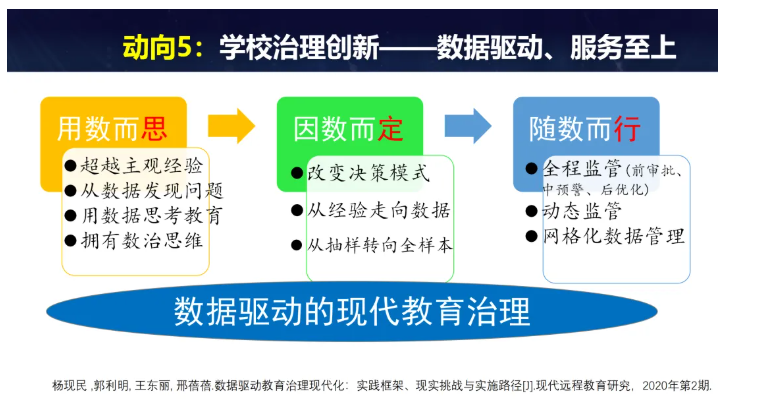 动向5：学校治理创新——数据驱动、服务至上
用数而思
●超越主观经验
●从数据发现问题
●用数据思考教育
●拥有数治思维
因数而定
●改变决策模式
●从经验走向数据
●从抽样转向全样本
随数而行
●全程监管(前审批、
中预警、后优化)
●动态监管
●网格化数据管理
数据驱动的现代教育治理
杨现民 ,郭利明, 王东丽, 邢蓓蓓.数据驱动教育治理现代化：实践框架、现实挑战与实施路径[J].现代远程教育研究，2020年第2期.